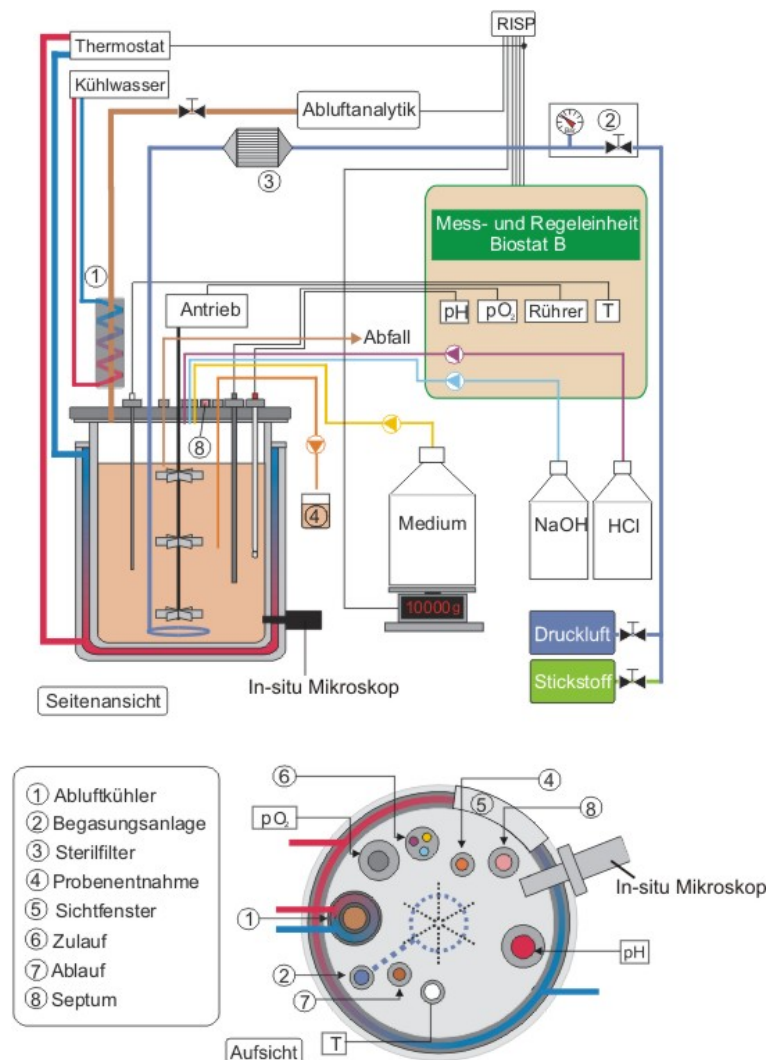 RISP
Thermostat
Kühlwasser
Abluftanalytik
②
③
Mess- und Regeleinheit
Biostat B
①
Antrieb
pH
pO₂
Rührer
T
Abfall
⑧
④
Medium
NaOH
HCl
10000g
Druckluft
In-situ Mikroskop
Stickstoff
Seitenansicht
① Abluftkühler
② Begasungsanlage
③ Sterilfilter
④ Probenentnahme
⑤ Sichtfenster
⑥ Zulauf
⑦ Ablauf
⑧ Septum
⑥
④
⑤
⑧
pO₂
In-situ Mikroskop
①
pH
②
⑦
T
Aufsicht